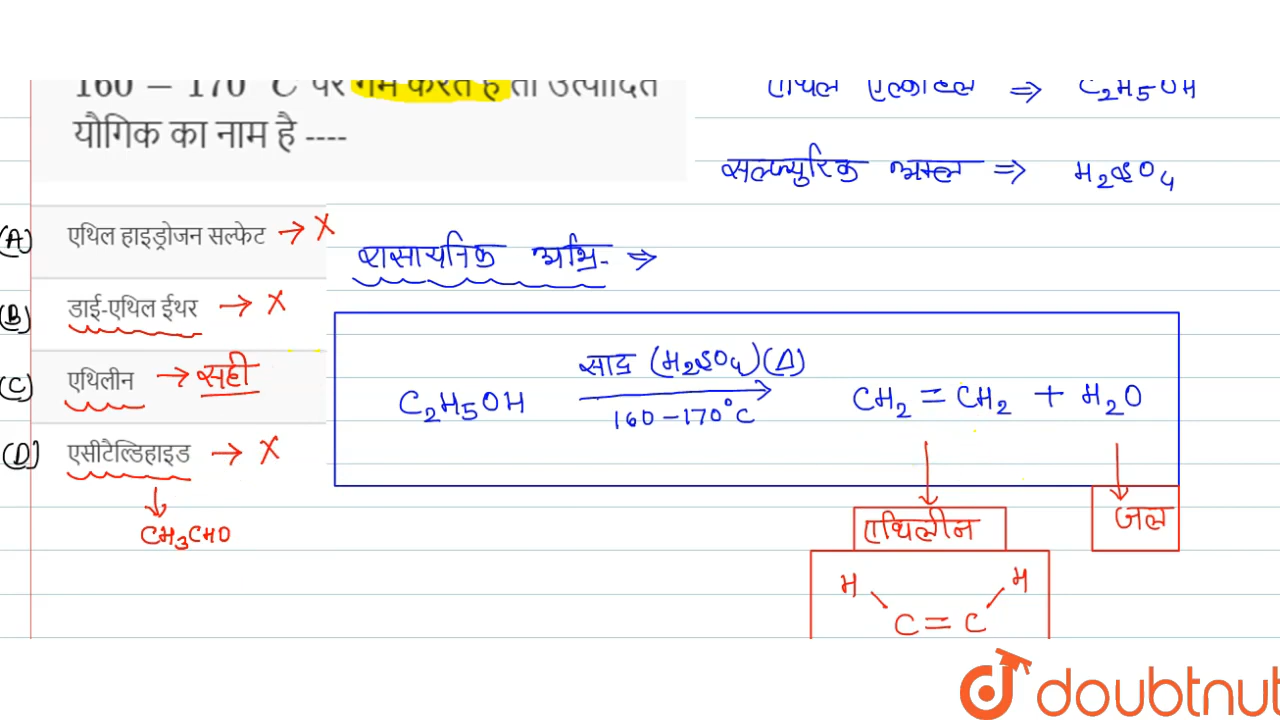 160 − 170 °C पर गर्म करते हैं तो उत्पादित
यौगिक का नाम है ----
एथिल एल्कोहल ⇒ C2H5OH
सल्फ्युरिक अम्ल ⇒ H2SO4
(A) एथिल हाइड्रोजन सल्फेट → X
(B) डाई-एथिल ईथर → X
(C) एथिलीन → सही
(D) एसीटैल्डिहाइड → X
CH3CHO
रासायनिक अभि- ⇒
सांद्र (H2SO4)(Δ)
C2H5OH → CH2 = CH2 + H2O
160-170°C
एथिलीन
जल
H H
C = C
doubtnut